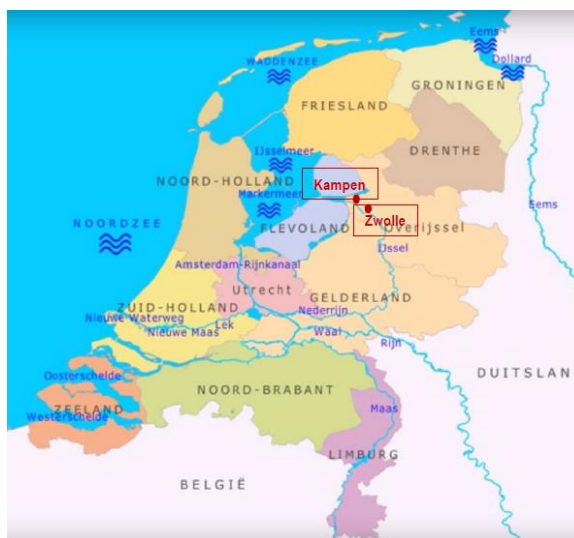 Eems
Dollard
WADDENZEE
GRONINGEN
FRIESLAND
DRENTHE
IJsselmeer
NOORD-HOLLAND
Kampen
Markermeer
NOORDZEE
Zwolle
FLEVOLAND
Overijssel
Eems
IJssel
Amsterdam-Rijnkanaal
Utrecht
GELDERLAND
ZUID-HOLLAND
Nederrijn
Nieuwe Waterweg
Lek
Nieuwe Maas
Waal
Rijn
DUITSLAN
Oosterschelde
NOORD-BRABANT
ZEELAND
Maas
Westerschelde
LIMBURG
BELGIË